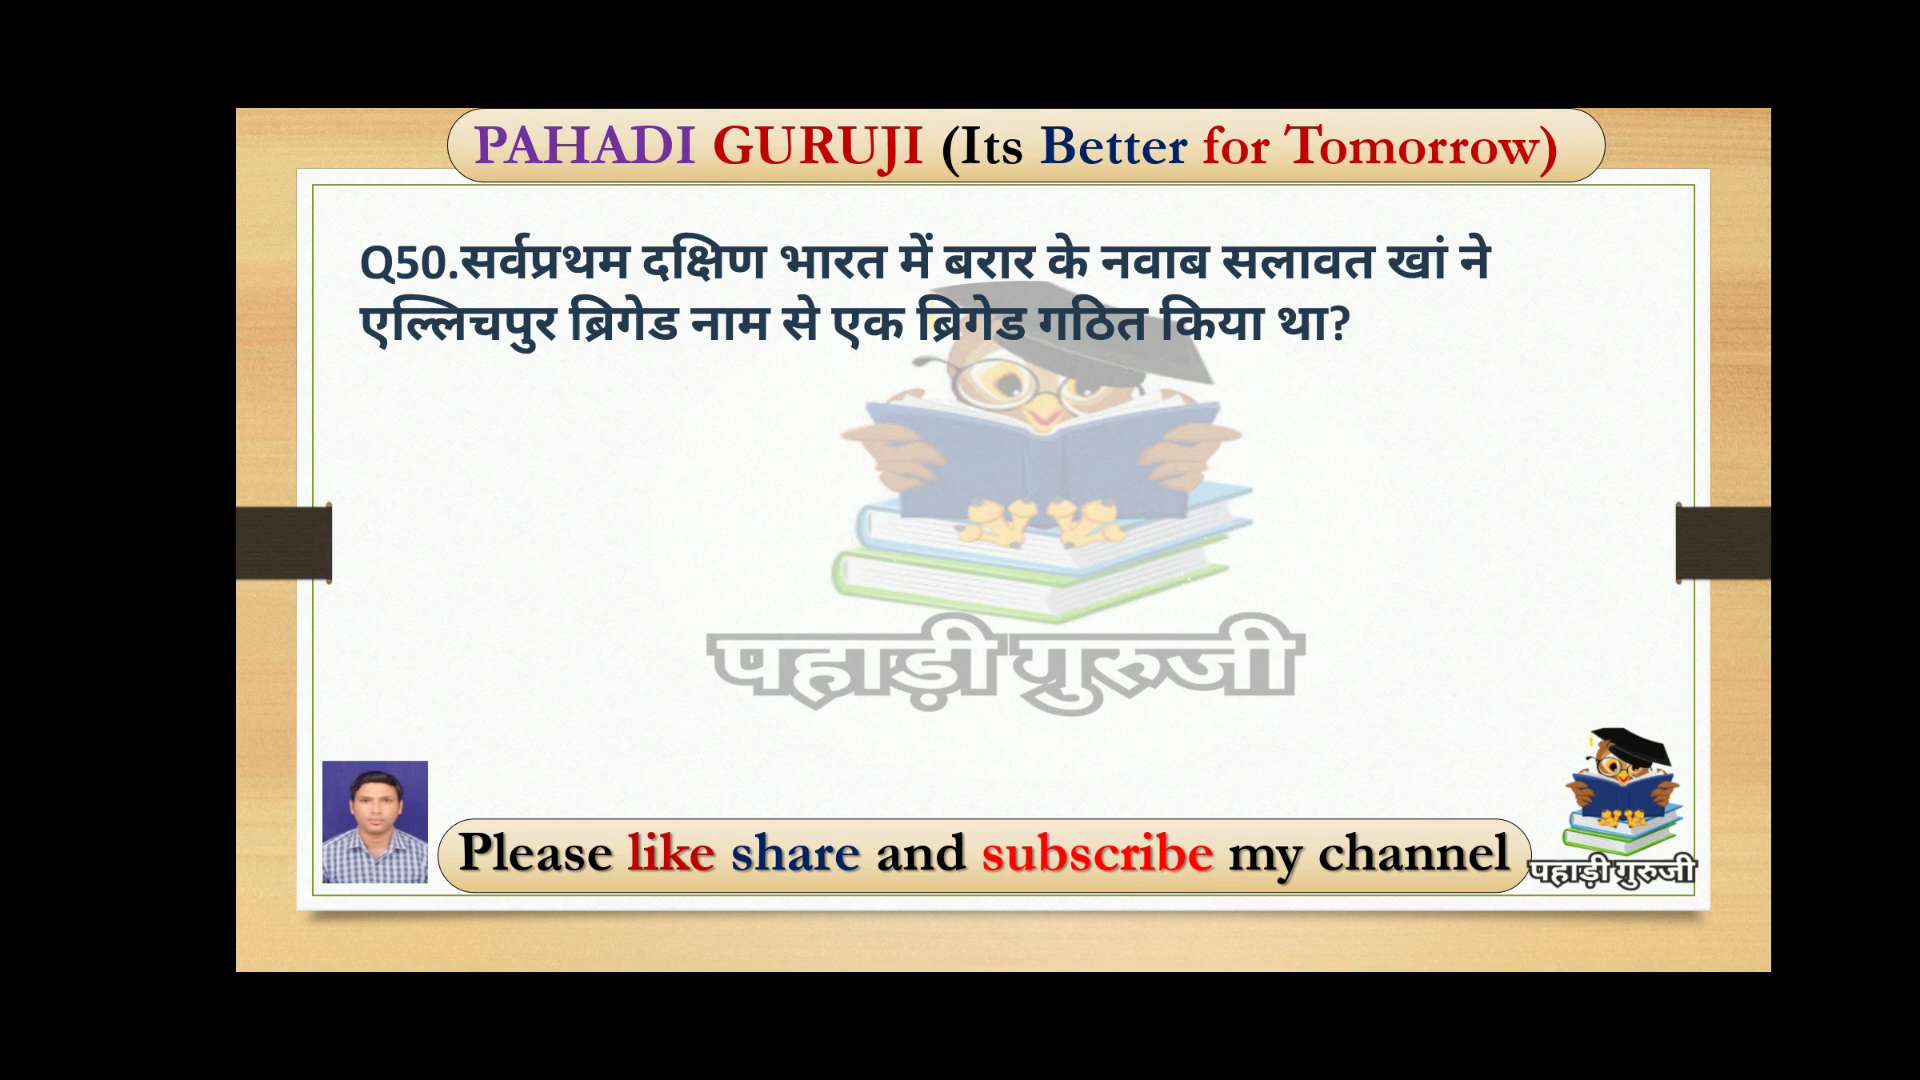 PAHADI GURUJI (Its Better for Tomorrow)
Q50.सर्वप्रथम दक्षिण भारत में बरार के नवाब सलावत खां ने
एल्लिचपुर ब्रिगेड नाम से एक ब्रिगेड गठित किया था?
पहाड़ी गुरुजी
Please like share and subscribe my channel
पहाड़ी गुरुजी